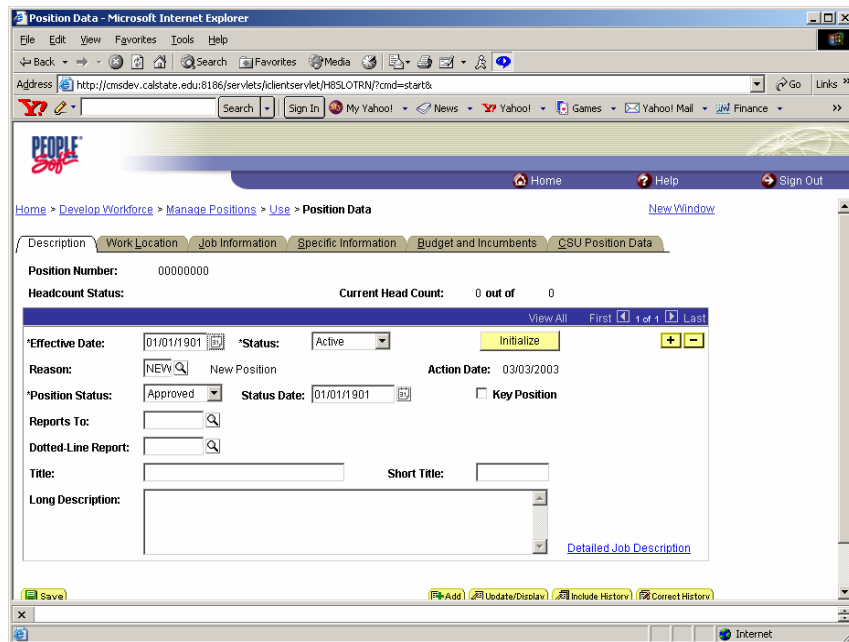 Position Data - Microsoft Internet Explorer
File Edit View Favorites Tools Help
Back Search Favorites Media
Address http://cmsdev.calstate.edu:8186/servlets/iclientservlet/H8SLOTRN/?cmd=start& Go Links »
Y! Search Sign In My Yahoo! News Yahoo! Games Yahoo! Mail Finance »
PEOPLE
Soft
Home Help Sign Out
Home > Develop Workforce > Manage Positions > Use > Position Data New Window
Description Work Location Job Information Specific Information Budget and Incumbents CSU Position Data
Position Number: 00000000
Headcount Status: Current Head Count: 0 out of 0
View All First 1 of 1 Last
*Effective Date: 01/01/1901 *Status: Active Initialize + −
Reason: NEW New Position Action Date: 03/03/2003
*Position Status: Approved Status Date: 01/01/1901 Key Position
Reports To:
Dotted-Line Report:
Title: Short Title:
Long Description:
Detailed Job Description
Save Add Update/Display Include History Correct History
Internet